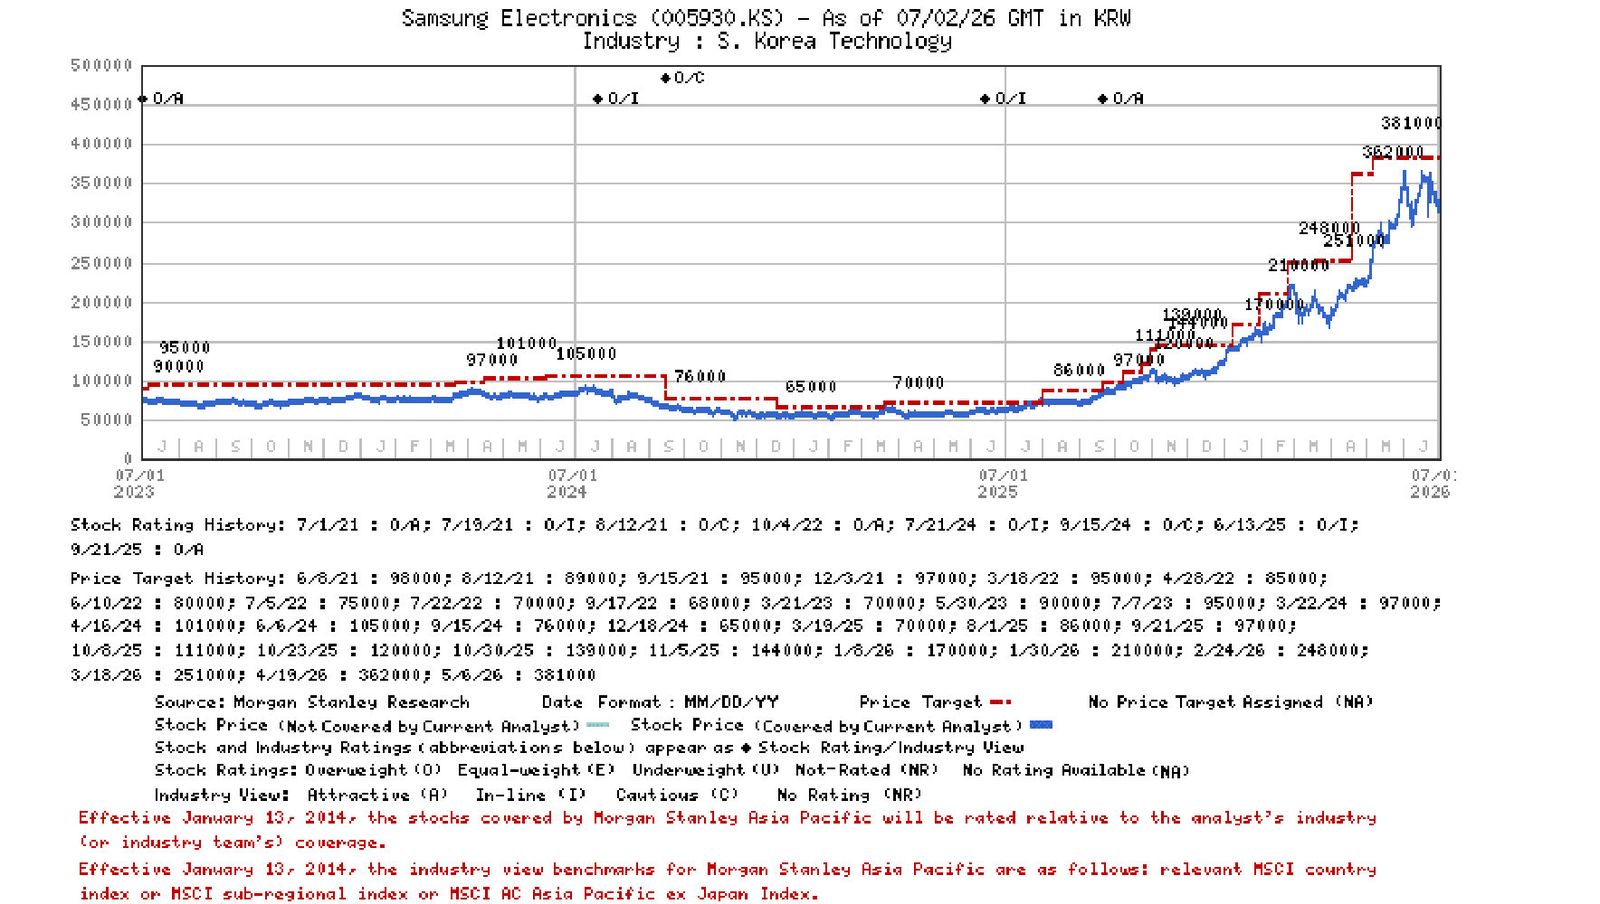 Samsung Electronics (005930.KS) - As of 07/02/26 GMT in KRW
Industry : S. Korea Technology
500000
450000
400000
350000
300000
250000
200000
150000
100000
50000
0
O/A
O/I
O/C
O/I
O/A
95000
90000
97000
101000
105000
76000
65000
70000
86000
97000
111000
120000
139000
144000
170000
210000
248000
251000
362000
381000
J A S O N D J F M A M J J A S O N D J F M A M J J A S O N D J F M A M J
07/01 07/01 07/01 07/0
2023 2024 2025 2026
Stock Rating History: 7/1/21 : O/A; 7/19/21 : O/I; 8/12/21 : O/C; 10/4/22 : O/A; 7/21/24 : O/I; 9/15/24 : O/C; 6/13/25 : O/I;
9/21/25 : O/A
Price Target History: 6/8/21 : 98000; 8/12/21 : 89000; 9/15/21 : 95000; 12/3/21 : 97000; 3/18/22 : 95000; 4/28/22 : 85000;
6/10/22 : 80000; 7/5/22 : 75000; 7/22/22 : 70000; 9/17/22 : 68000; 3/21/23 : 70000; 5/30/23 : 90000; 7/7/23 : 95000; 3/22/24 : 97000;
4/16/24 : 101000; 6/6/24 : 105000; 9/15/24 : 76000; 12/18/24 : 65000; 3/19/25 : 70000; 8/1/25 : 86000; 9/21/25 : 97000;
10/8/25 : 111000; 10/23/25 : 120000; 10/30/25 : 139000; 11/5/25 : 144000; 1/8/26 : 170000; 1/30/26 : 210000; 2/24/26 : 248000;
3/18/26 : 251000; 4/19/26 : 362000; 5/6/26 : 381000
Source: Morgan Stanley Research Date Format : MM/DD/YY Price Target No Price Target Assigned (NA)
Stock Price (Not Covered by Current Analyst) Stock Price (Covered by Current Analyst)
Stock and Industry Ratings (abbreviations below) appear as ♦ Stock Rating/Industry View
Stock Ratings: Overweight (O) Equal-weight (E) Underweight (U) Not-Rated (NR) No Rating Available (NA)
Industry View: Attractive (A) In-line (I) Cautious (C) No Rating (NR)
Effective January 13, 2014, the stocks covered by Morgan Stanley Asia Pacific will be rated relative to the analyst's industry
(or industry team's) coverage.
Effective January 13, 2014, the industry view benchmarks for Morgan Stanley Asia Pacific are as follows: relevant MSCI country
index or MSCI sub-regional index or MSCI AC Asia Pacific ex Japan Index.